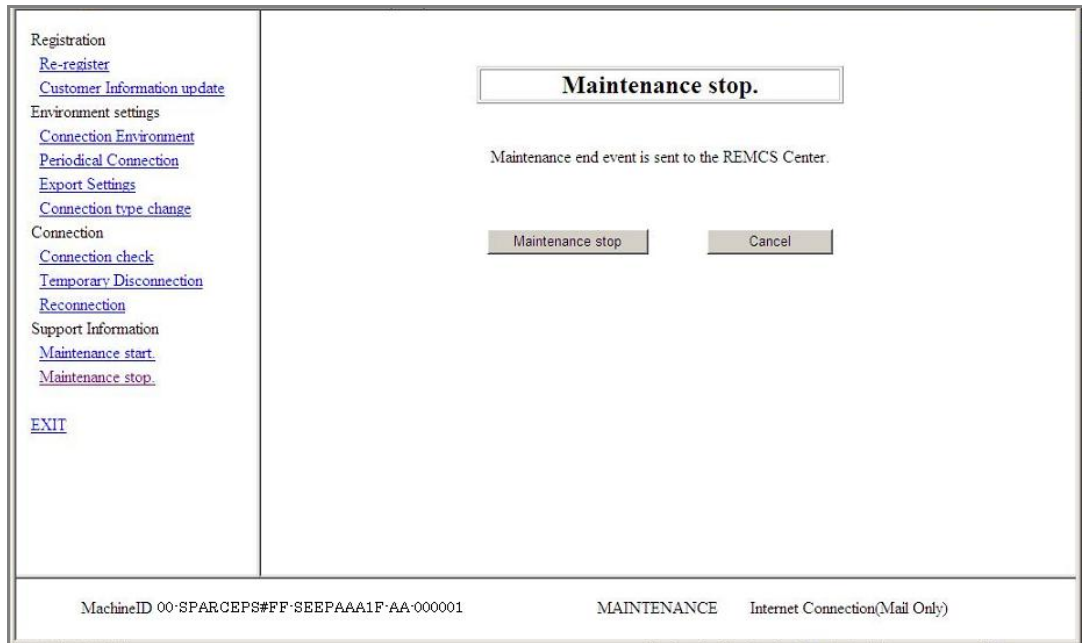 Registration
Re-register
Customer Information update
Environment settings
Connection Environment
Periodical Connection
Export Settings
Connection type change
Connection
Connection check
Temporary Disconnection
Reconnection
Support Information
Maintenance start.
Maintenance stop.
EXIT
Maintenance stop.
Maintenance end event is sent to the REMCS Center.
Maintenance stop Cancel
MachineID 00-SPARCEPS#FF-SEEPAAA1F-AA-000001 MAINTENANCE Internet Connection(Mail Only)